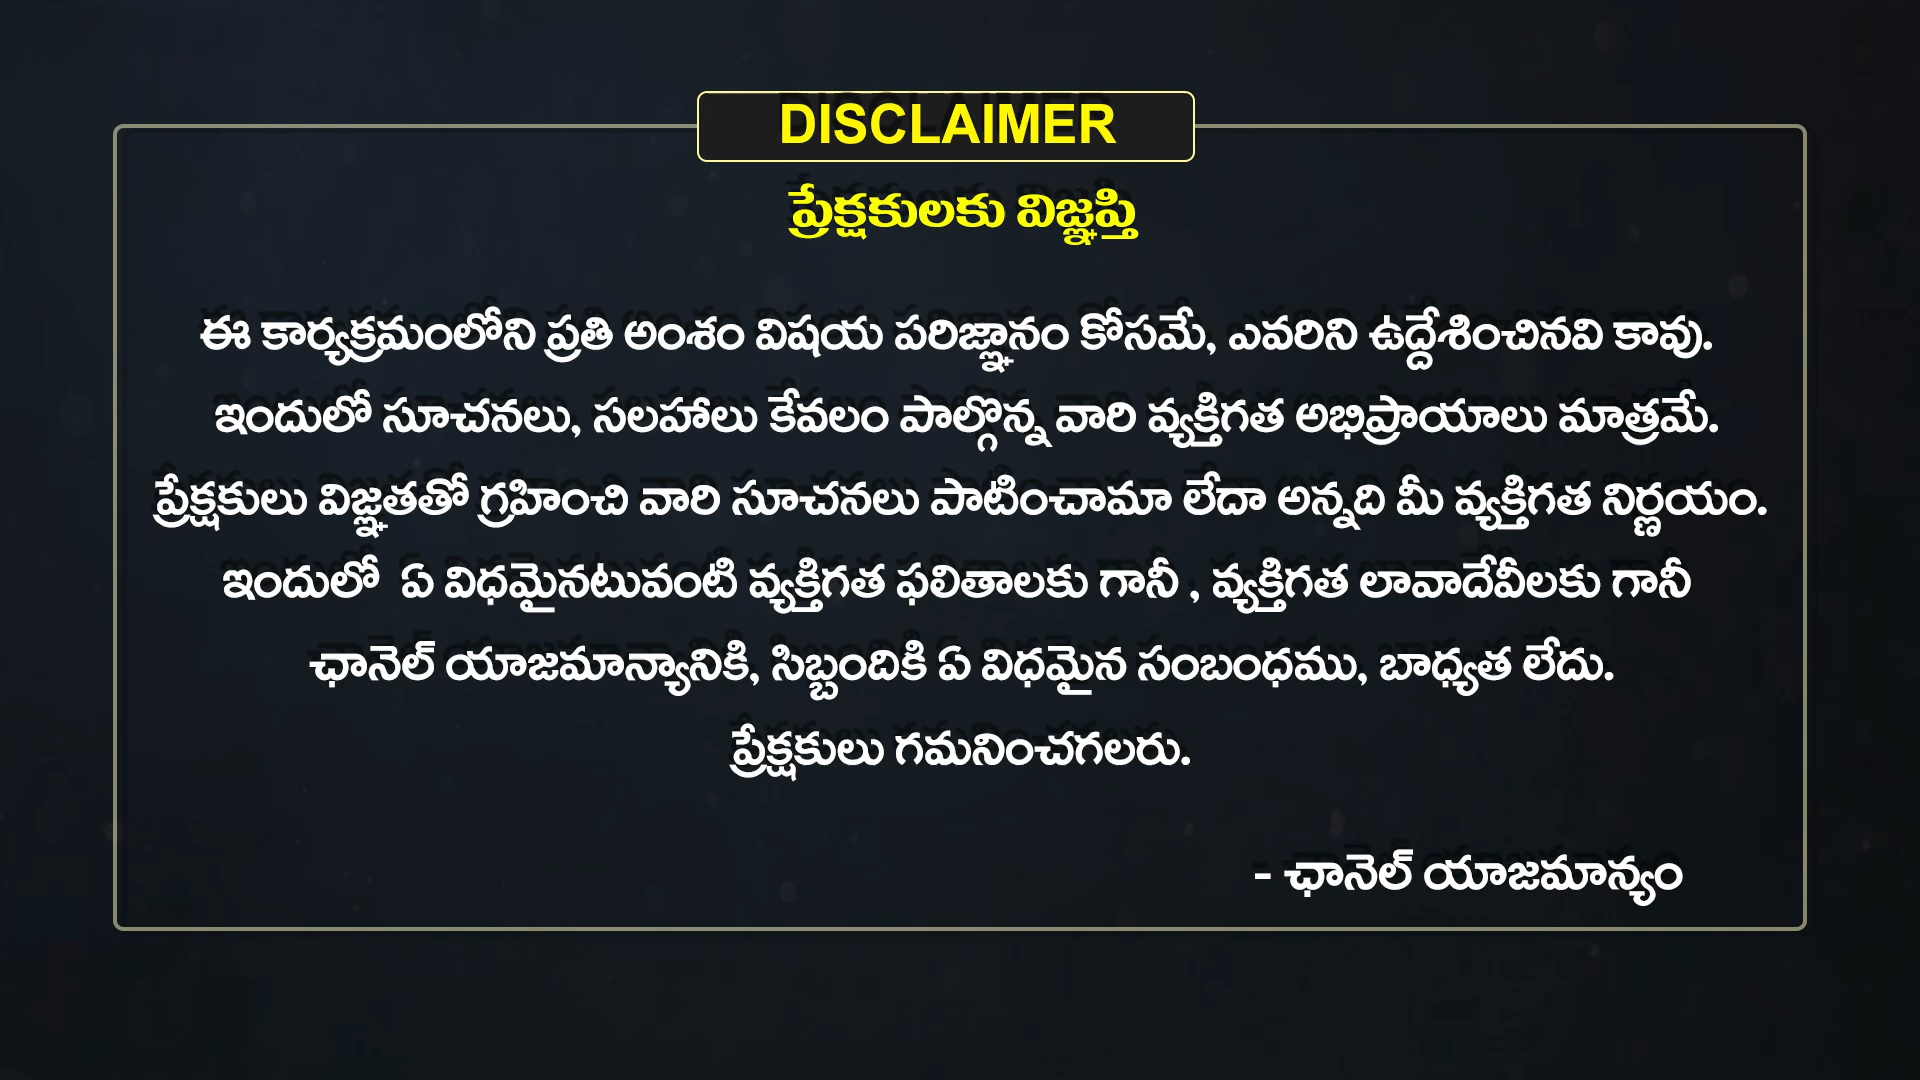 DISCLAIMER
ప్రేక్షకులకు విజ్ఞప్తి
ఈ కార్యక్రమంలోని ప్రతి అంశం విషయ పరిజ్ఞానం కోసమే, ఎవరిని ఉద్దేశించినవి కావు.
ఇందులో సూచనలు, సలహాలు కేవలం పాల్గొన్న వారి వ్యక్తిగత అభిప్రాయాలు మాత్రమే.
ప్రేక్షకులు విజ్ఞతతో గ్రహించి వారి సూచనలు పాటించామా లేదా అన్నది మీ వ్యక్తిగత నిర్ణయం.
ఇందులో ఏ విధమైనటువంటి వ్యక్తిగత ఫలితాలకు గానీ , వ్యక్తిగత లావాదేవీలకు గానీ
ఛానెల్ యాజమాన్యానికి, సిబ్బందికి ఏ విధమైన సంబంధము, బాధ్యత లేదు.
ప్రేక్షకులు గమనించగలరు.
- ఛానెల్ యాజమాన్యం